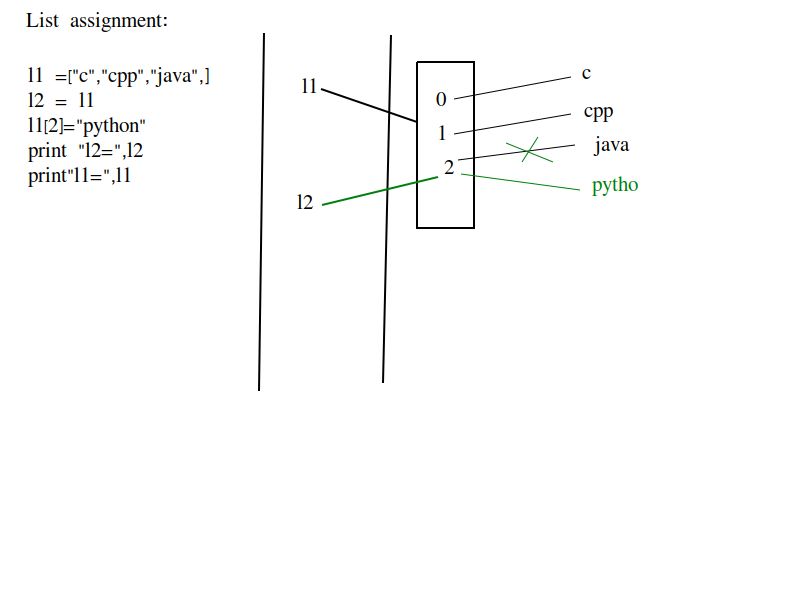 List assignment:
l1 =["c","cpp","java",]
l2 = l1
l1[2]="python"
print "l2=",l2
print"l1=",l1
l1
l2
0
1
2
c
cpp
java
pytho